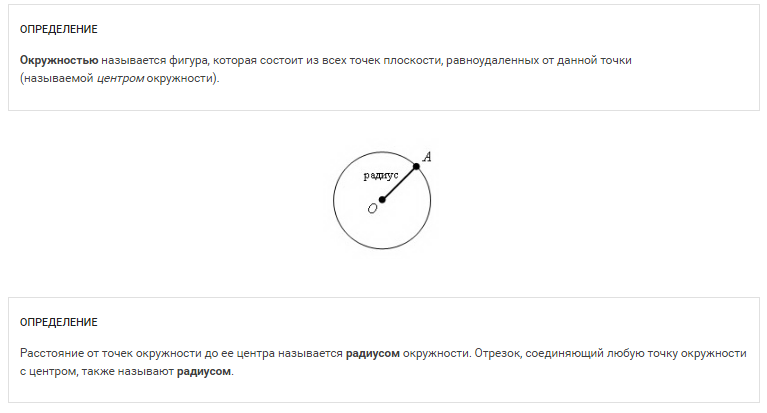 ОПРЕДЕЛЕНИЕ
Окружностью называется фигура, которая состоит из всех точек плоскости, равноудаленных от данной точки
(называемой центром окружности).
A
радиус
O
ОПРЕДЕЛЕНИЕ
Расстояние от точек окружности до ее центра называется радиусом окружности. Отрезок, соединяющий любую точку окружности
с центром, также называют радиусом.